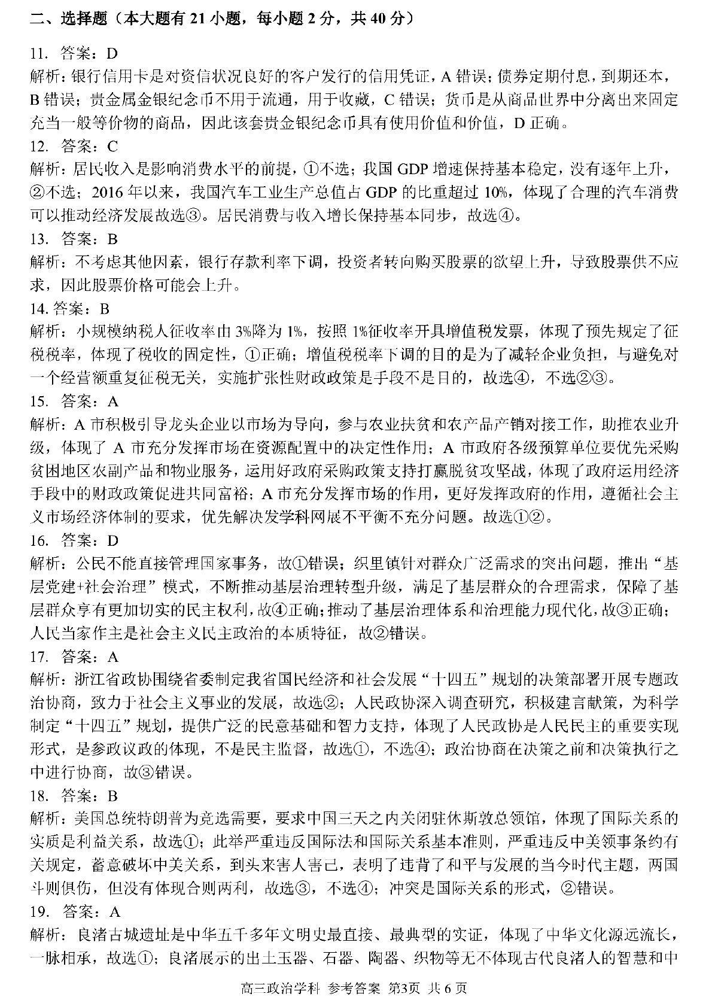 二、选择题（本大题有 21 小题，每小题 2 分，共 40 分）
11. 答案：D
解析：银行信用卡是对资信状况良好的客户发行的信用凭证，A 错误；债券定期付息，到期还本，
B 错误；贵金属金银纪念币不用于流通，用于收藏，C 错误；货币是从商品世界中分离出来固定
充当一般等价物的商品，因此该套贵金银纪念币具有使用价值和价值，D 正确。
12. 答案：C
解析：居民收入是影响消费水平的前提，①不选；我国 GDP 增速保持基本稳定，没有逐年上升，
②不选；2016 年以来，我国汽车工业生产总值占 GDP 的比重超过 10%，体现了合理的汽车消费
可以推动经济发展故选③。居民消费与收入增长保持基本同步，故选④。
13. 答案：B
解析：不考虑其他因素，银行存款利率下调，投资者转向购买股票的欲望上升，导致股票供不应
求，因此股票价格可能会上升。
14. 答案：B
解析：小规模纳税人征收率由 3%降为 1%，按照 1%征收率开具增值税发票，体现了预先规定了征
税税率，体现了税收的固定性，①正确；增值税税率下调的目的是为了减轻企业负担，与避免对
一个经营额重复征税无关，实施扩张性财政政策是手段不是目的，故选④，不选②③。
15. 答案：A
解析：A 市积极引导龙头企业以市场为导向，参与农业扶贫和农产品产销对接工作，助推农业升
级，体现了 A 市充分发挥市场在资源配置中的决定性作用；A 市政府各级预算单位要优先采购
贫困地区农副产品和物业服务，运用好政府采购政策支持打赢脱贫攻坚战，体现了政府运用经济
手段中的财政政策促进共同富裕；A 市充分发挥市场的作用，更好发挥政府的作用，遵循社会主
义市场经济体制的要求，优先解决发学科网展不平衡不充分问题。故选①②。
16. 答案：D
解析：公民不能直接管理国家事务，故①错误；织里镇针对群众广泛需求的突出问题，推出“基
层党建+社会治理”模式，不断推动基层治理转型升级，满足了基层群众的合理需求，保障了基
层群众享有更加切实的民主权利，故④正确；推动了基层治理体系和治理能力现代化，故③正确；
人民当家作主是社会主义民主政治的本质特征，故②错误。
17. 答案：A
解析：浙江省政协围绕省委制定我省国民经济和社会发展“十四五”规划的决策部署开展专题政
治协商，致力于社会主义事业的发展，故选②；人民政协深入调查研究，积极建言献策，为科学
制定“十四五”规划，提供广泛的民意基础和智力支持，体现了人民政协是人民民主的重要实现
形式，是参政议政的体现，不是民主监督，故选①，不选④；政治协商在决策之前和决策执行之
中进行协商，故③错误。
18. 答案：B
解析：美国总统特朗普为竞选需要，要求中国三天之内关闭驻休斯敦总领馆，体现了国际关系的
实质是利益关系，故选①；此举严重违反国际法和国际关系基本准则，严重违反中美领事条约有
关规定，蓄意破坏中美关系，到头来害人害己，表明了违背了和平与发展的当今时代主题，两国
斗则俱伤，但没有体现合则两利，故选③，不选④；冲突是国际关系的形式，②错误。
19. 答案：A
解析：良渚古城遗址是中华五千多年文明史最直接、最典型的实证，体现了中华文化源远流长，
一脉相承，故选①；良渚展示的出土玉器、石器、陶器、织物等无不体现古代良渚人的智慧和中
高三政治学科 参考答案 第3页 共 6 页